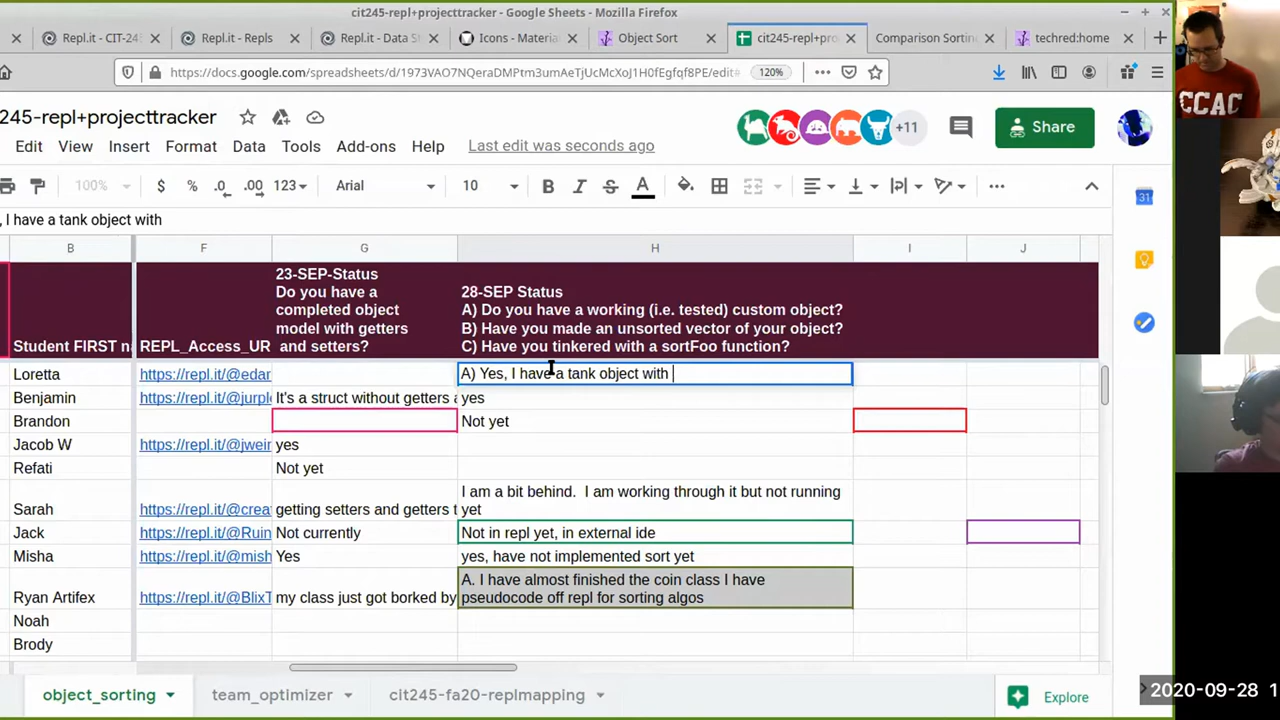 cit245-repl+projecttracker - Google Sheets - Mozilla Firefox
Repl.it - CIT-245
Repl.it - Repls
Repl.it - Data St
Icons - Material
Object Sort
cit245-repl+pro
Comparison Sortin
techred:home
https://docs.google.com/spreadsheets/d/1973VAO7NQeraDMPtm3umAeTjUcMcXoJ1H0fEgfqf8PE/edit#
120%
245-repl+projecttracker
+11
Share
Edit View Insert Format Data Tools Add-ons Help Last edit was seconds ago
100% $ % .0 .00 123 Arial 10 B I S A
, I have a tank object with
B F G H I J
Student FIRST n
REPL_Access_UR
23-SEP-Status
Do you have a
completed object
model with getters
and setters?
28-SEP Status
A) Do you have a working (i.e. tested) custom object?
B) Have you made an unsorted vector of your object?
C) Have you tinkered with a sortFoo function?
Loretta https://repl.it/@edar A) Yes, I have a tank object with
Benjamin https://repl.it/@jurple It's a struct without getters a yes
Brandon Not yet
Jacob W https://repl.it/@jwein yes
Refati Not yet
Sarah https://repl.it/@crea getting setters and getters t I am a bit behind. I am working through it but not running
yet
Jack https://repl.it/@Ruin Not currently Not in repl yet, in external ide
Misha https://repl.it/@mish Yes yes, have not implemented sort yet
Ryan Artifex https://repl.it/@BlixT my class just got borked by A. I have almost finished the coin class I have
pseudocode off repl for sorting algos
Noah
Brody
object_sorting team_optimizer cit245-fa20-replmapping Explore
CCAC
31
2020-09-28 1